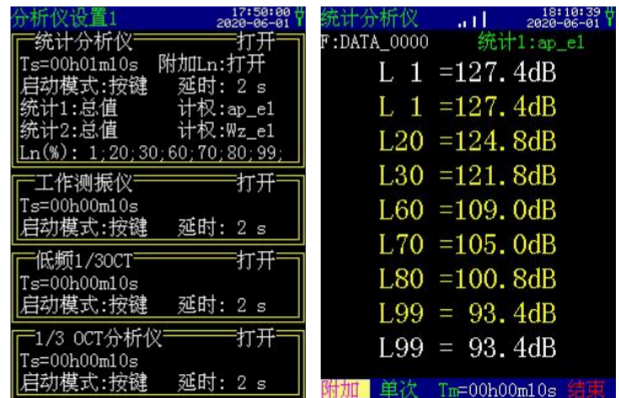 分析仪设置1 17:50:00
2020-06-01
统计分析仪 打开
Ts=00h01m10s 附加Ln:打开
启动模式:按键 延时: 2 s
统计1:总值 计权:ap_e1
统计2:总值 计权:Wz_e1
Ln(%): 1;20;30;60;70;80;99;
工作测振仪 打开
Ts=00h00m10s
启动模式:按键 延时: 2 s
低频1/3OCT 打开
Ts=00h00m10s
启动模式:按键 延时: 2 s
1/3 OCT分析仪 打开
Ts=00h00m10s
启动模式:按键 延时: 2 s
统计分析仪 18:10:39
2020-06-01
F:DATA_0000 统计1:ap_e1
L 1 =127.4dB
L 1 =127.4dB
L20 =124.8dB
L30 =121.8dB
L60 =109.0dB
L70 =105.0dB
L80 =100.8dB
L99 = 93.4dB
L99 = 93.4dB
附加 单次 Tm=00h00m10s 结束